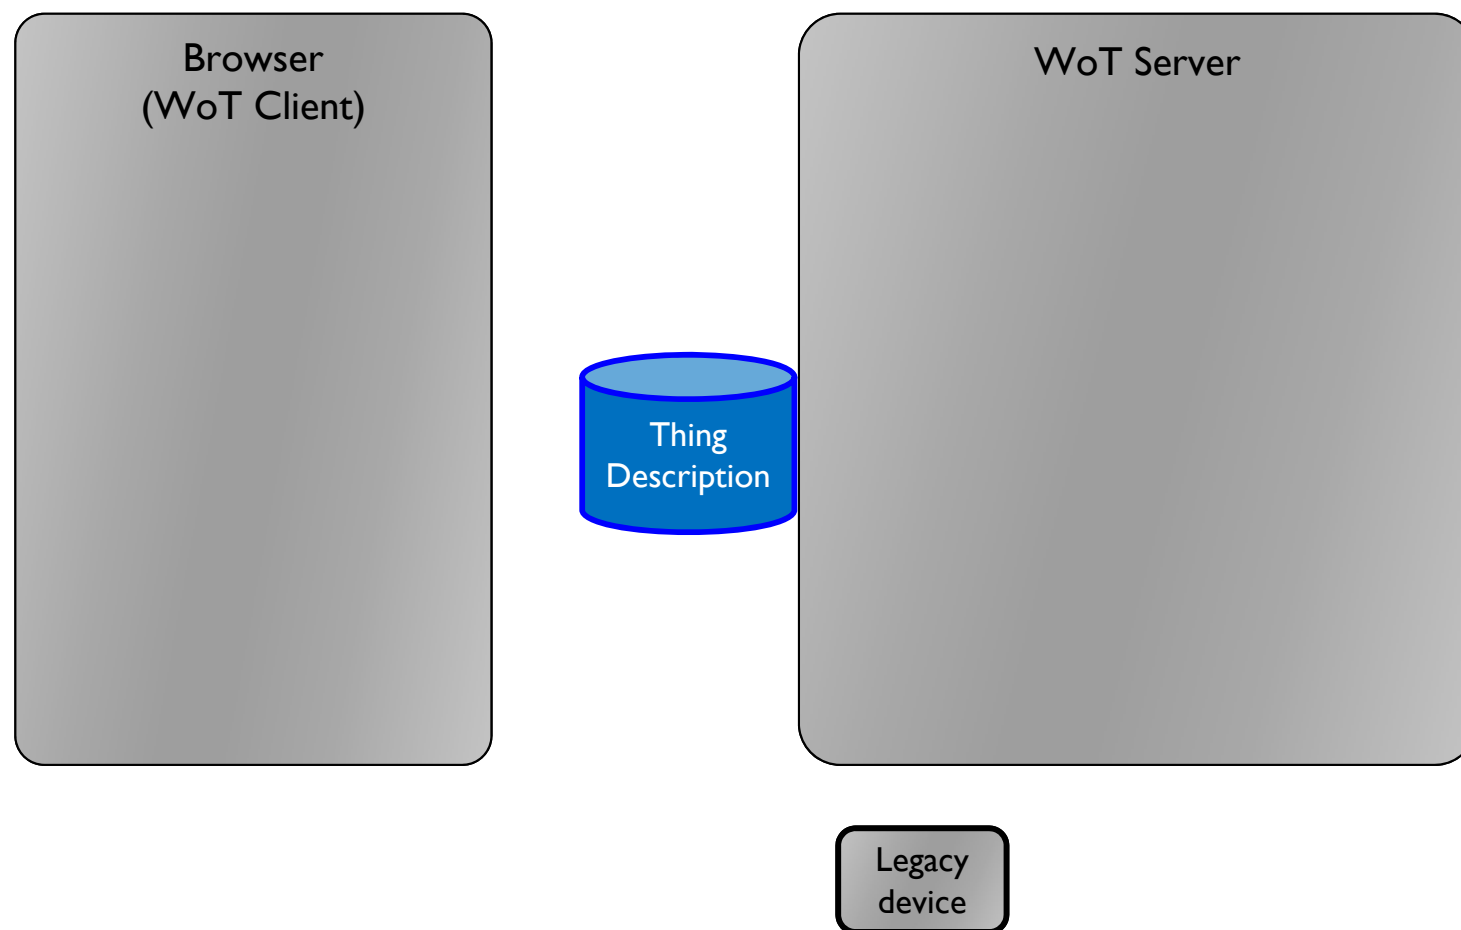 Browser
(WoT Client)
WoT Server
Thing
Description
Legacy
device